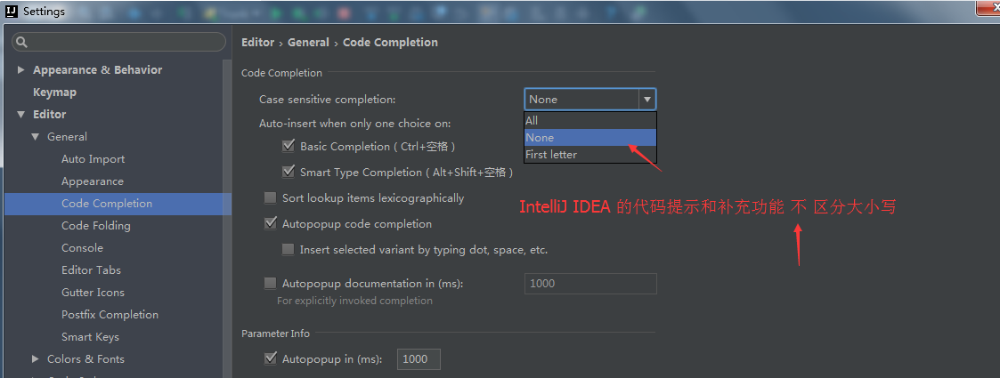 IJ Settings
Editor › General › Code Completion
Appearance & Behavior
Keymap
Editor
General
Auto Import
Appearance
Code Completion
Code Folding
Console
Editor Tabs
Gutter Icons
Postfix Completion
Smart Keys
Colors & Fonts
Code Completion
Case sensitive completion: None
All
None
First letter
Auto-insert when only one choice on:
Basic Completion ( Ctrl+空格 )
Smart Type Completion ( Alt+Shift+空格 )
Sort lookup items lexicographically
IntelliJ IDEA 的代码提示和补充功能 不 区分大小写
Autopopup code completion
Insert selected variant by typing dot, space, etc.
Autopopup documentation in (ms): 1000
For explicitly invoked completion
Parameter Info
Autopopup in (ms): 1000